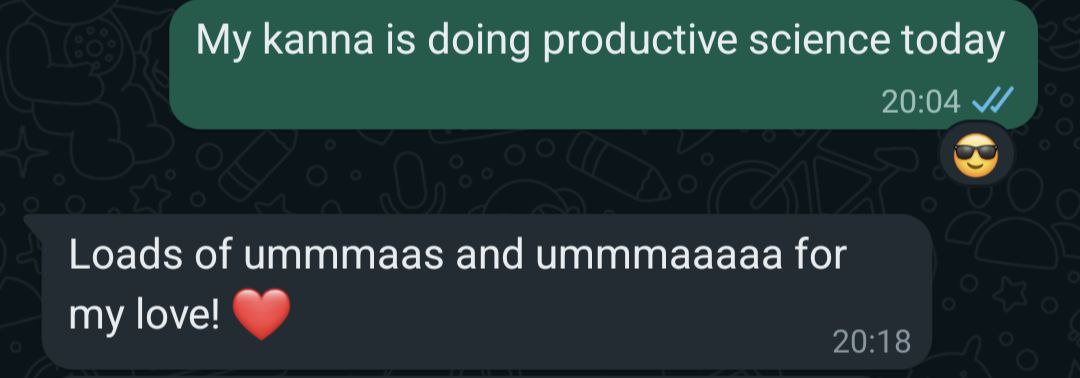 My kanna is doing productive science today
20:04
😎
Loads of ummmaas and ummmaaaaa for
my love! ❤️
20:18